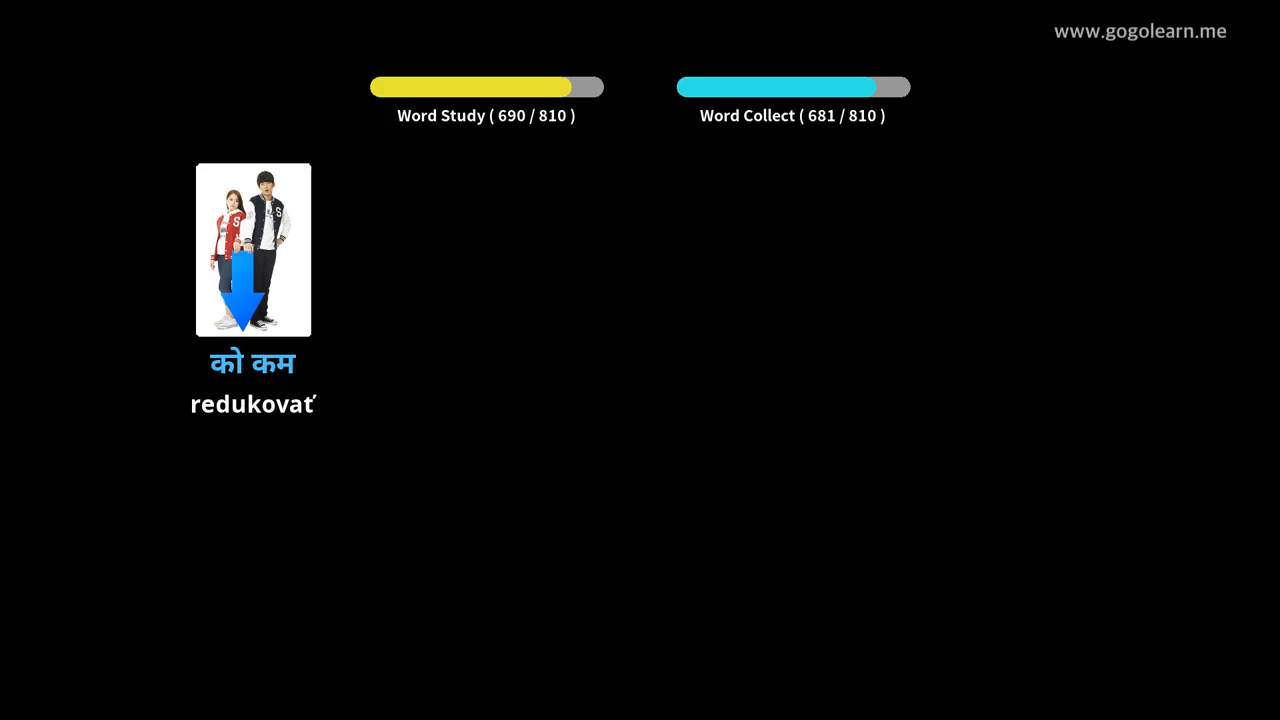 www.gogolearn.me
Word Study ( 690 / 810 )
Word Collect ( 681 / 810 )
S
S
को कम
redukovať